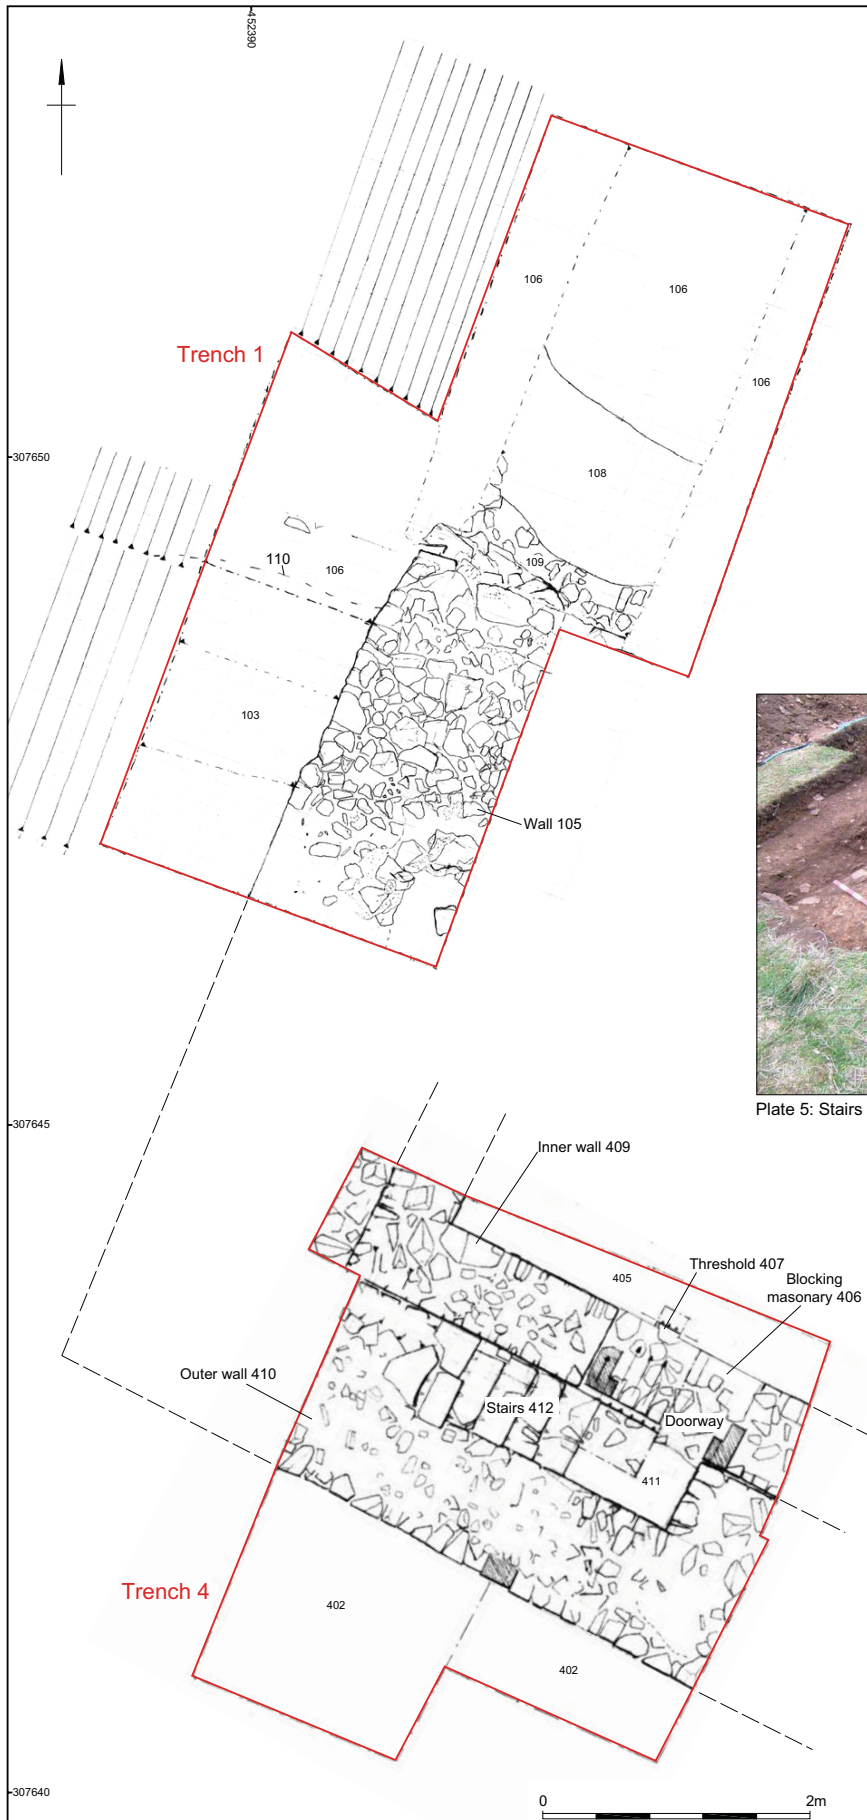 452390
106
106
Trench 1
106
307650
108
109
110
106
103
Wall 105
Plate 5: Stairs
307645
Inner wall 409
405
Threshold 407
Blocking
masonary 406
Outer wall 410
Stairs 412
Doorway
411
Trench 4
402
402
307640
0
2m